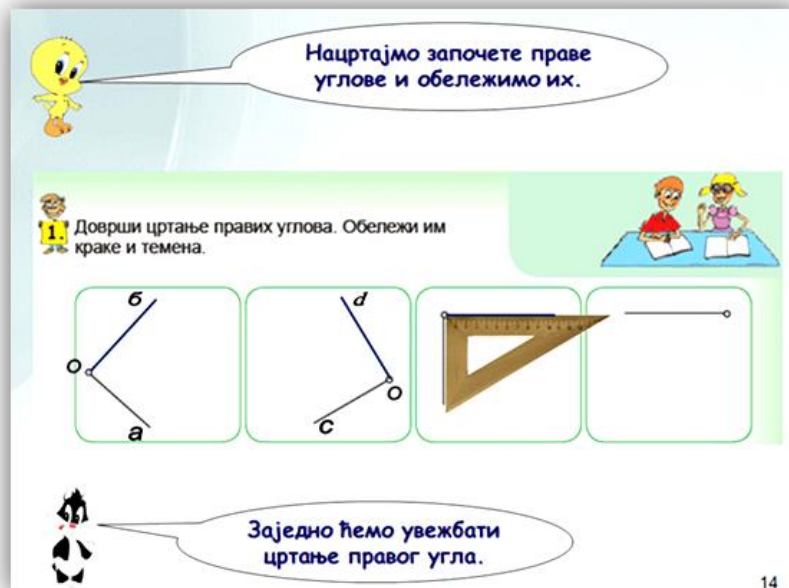 Нацртајмо започете праве
углове и обележимо их.
1. Доврши цртање правих углова. Обележи им
краке и темена.
б
d
О
О
а
с
Заједно ћемо увежбати
цртање правог угла.
14